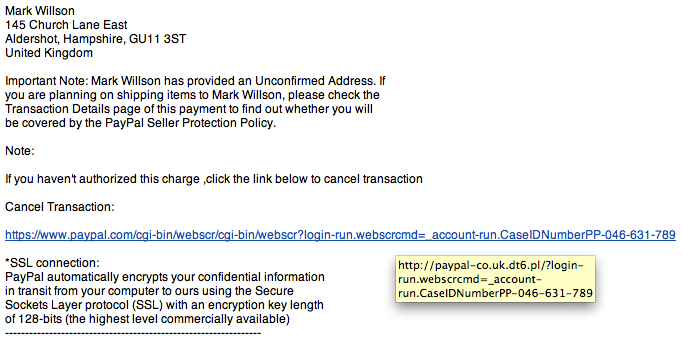 Mark Willson
145 Church Lane East
Aldershot, Hampshire, GU11 3ST
United Kingdom
Important Note: Mark Willson has provided an Unconfirmed Address. If
you are planning on shipping items to Mark Willson, please check the
Transaction Details page of this payment to find out whether you will
be covered by the PayPal Seller Protection Policy.
Note:
If you haven't authorized this charge ,click the link below to cancel transaction
Cancel Transaction:
https://www.paypal.com/cgi-bin/webscr/cgi-bin/webscr?login-run.webscrcmd=_account-run.CaseIDNumberPP-046-631-789
*SSL connection:
PayPal automatically encrypts your confidential information
in transit from your computer to ours using the Secure
Sockets Layer protocol (SSL) with an encryption key length
of 128-bits (the highest level commercially available)
----------------------------------------------------------------
http://paypal-co.uk.dt6.pl/?login-
run.webscrcmd=_account-
run.CaseIDNumberPP-046-631-789